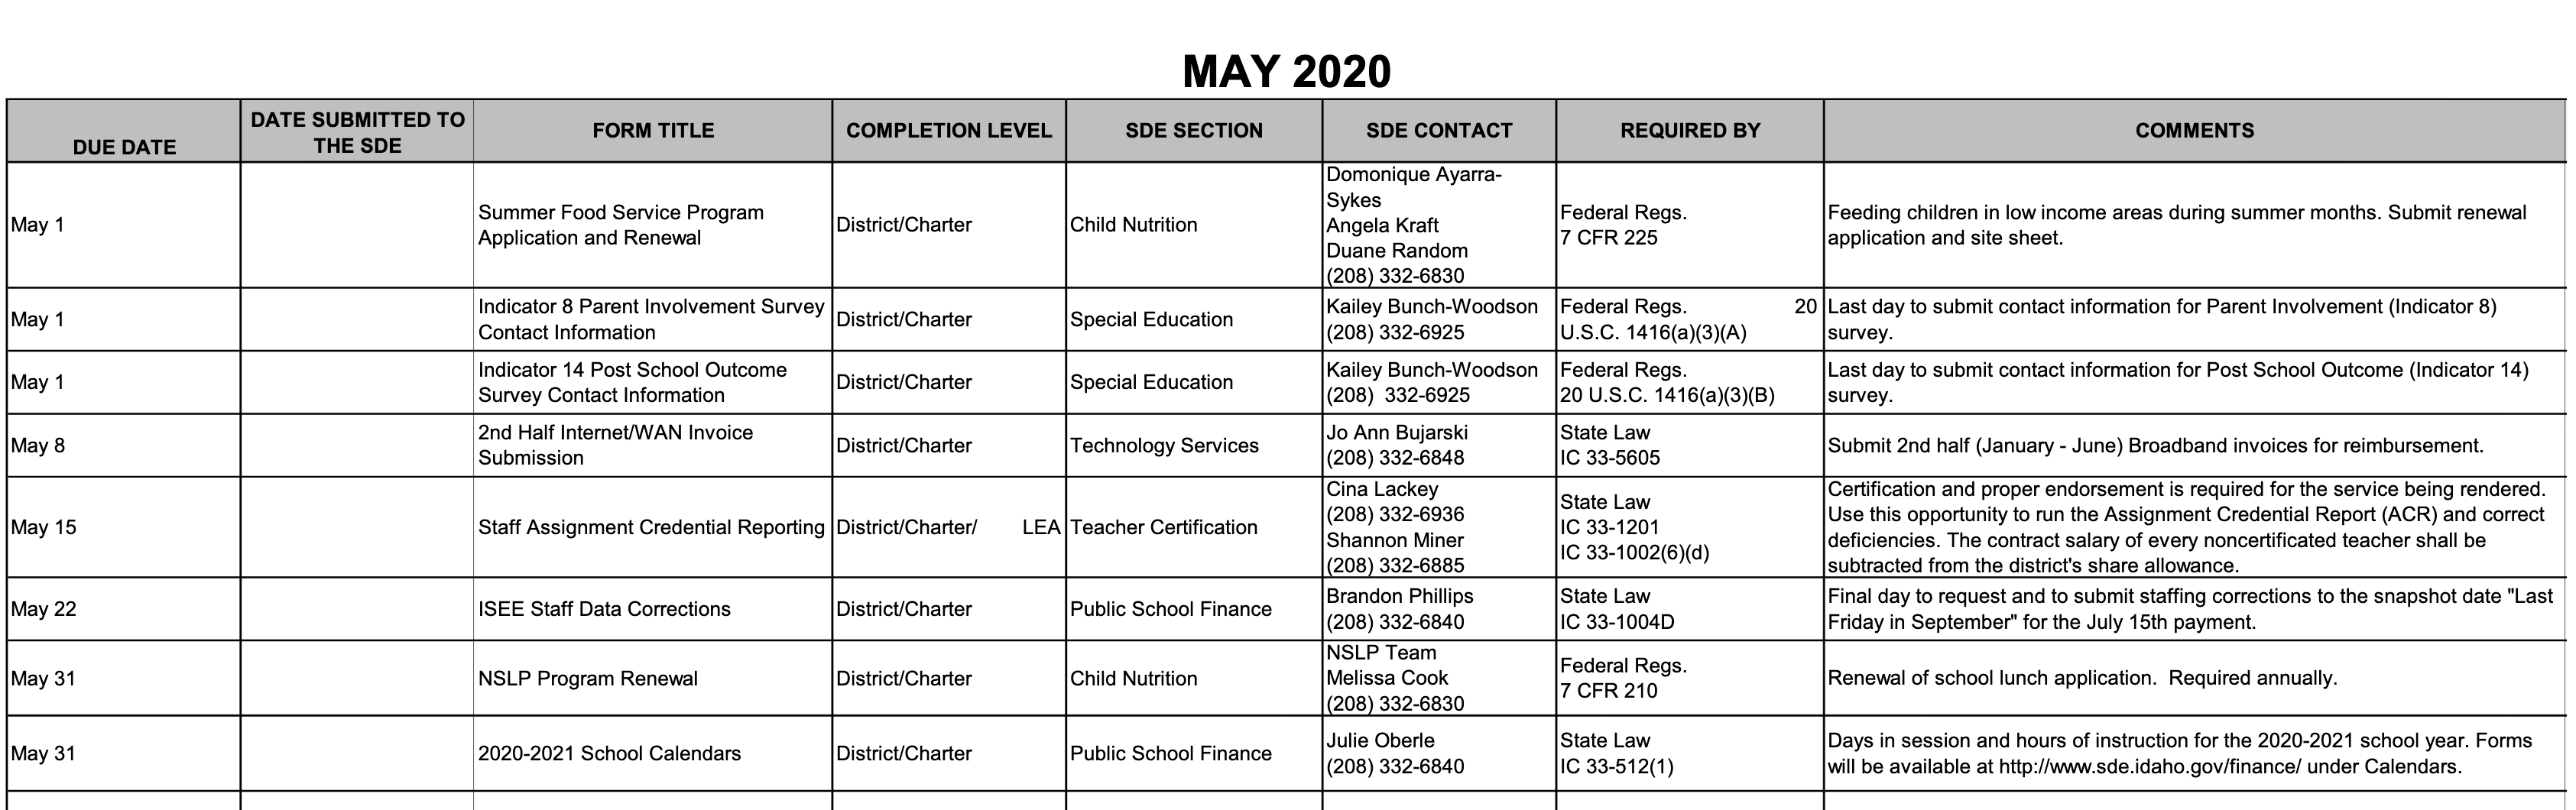 MAY 2020
DUE DATE
DATE SUBMITTED TO
THE SDE
FORM TITLE
COMPLETION LEVEL
SDE SECTION
SDE CONTACT
REQUIRED BY
COMMENTS
May 1
Summer Food Service Program
Application and Renewal
District/Charter
Child Nutrition
Domonique Ayarra-
Sykes
Angela Kraft
Duane Random
(208) 332-6830
Federal Regs.
7 CFR 225
Feeding children in low income areas during summer months. Submit renewal
application and site sheet.
May 1
Indicator 8 Parent Involvement Survey
Contact Information
District/Charter
Special Education
Kailey Bunch-Woodson
(208) 332-6925
Federal Regs. 20
U.S.C. 1416(a)(3)(A)
Last day to submit contact information for Parent Involvement (Indicator 8)
survey.
May 1
Indicator 14 Post School Outcome
Survey Contact Information
District/Charter
Special Education
Kailey Bunch-Woodson
(208)  332-6925
Federal Regs.
20 U.S.C. 1416(a)(3)(B)
Last day to submit contact information for Post School Outcome (Indicator 14)
survey.
May 8
2nd Half Internet/WAN Invoice
Submission
District/Charter
Technology Services
Jo Ann Bujarski
(208) 332-6848
State Law
IC 33-5605
Submit 2nd half (January - June) Broadband invoices for reimbursement.
May 15
Staff Assignment Credential Reporting
District/Charter/ LEA
Teacher Certification
Cina Lackey
(208) 332-6936
Shannon Miner
(208) 332-6885
State Law
IC 33-1201
IC 33-1002(6)(d)
Certification and proper endorsement is required for the service being rendered.
Use this opportunity to run the Assignment Credential Report (ACR) and correct
deficiencies. The contract salary of every noncertificated teacher shall be
subtracted from the district's share allowance.
May 22
ISEE Staff Data Corrections
District/Charter
Public School Finance
Brandon Phillips
(208) 332-6840
State Law
IC 33-1004D
Final day to request and to submit staffing corrections to the snapshot date "Last
Friday in September" for the July 15th payment.
May 31
NSLP Program Renewal
District/Charter
Child Nutrition
NSLP Team
Melissa Cook
(208) 332-6830
Federal Regs.
7 CFR 210
Renewal of school lunch application.  Required annually.
May 31
2020-2021 School Calendars
District/Charter
Public School Finance
Julie Oberle
(208) 332-6840
State Law
IC 33-512(1)
Days in session and hours of instruction for the 2020-2021 school year. Forms
will be available at http://www.sde.idaho.gov/finance/ under Calendars.